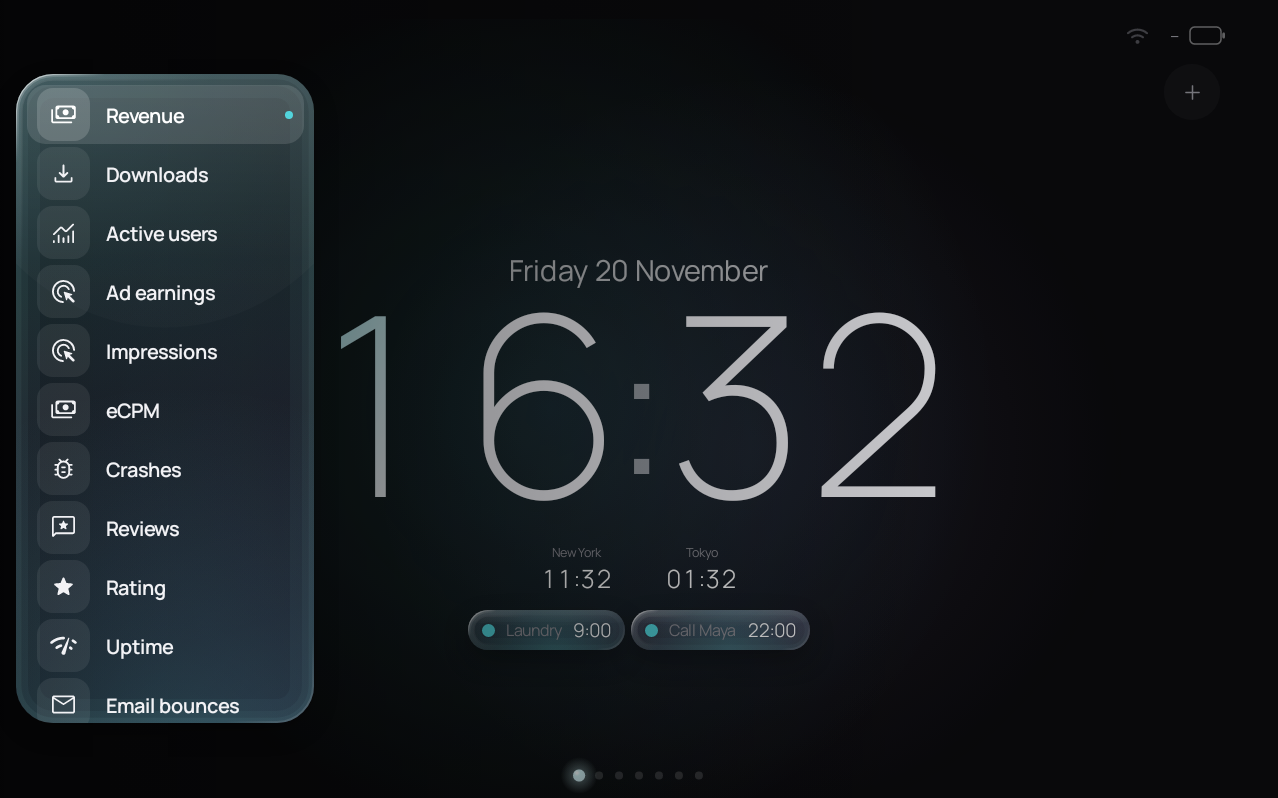 –
Revenue
Downloads
Active users
Ad earnings
Impressions
eCPM
Crashes
Reviews
Rating
Uptime
Email bounces
Friday 20 November
16:32
New York
11:32
Tokyo
01:32
Laundry 9:00
Call Maya 22:00